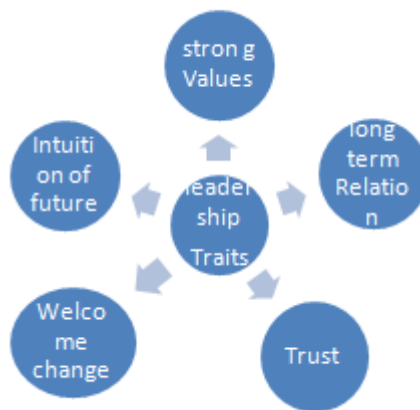 stron g
Values
long
term
Relatio
n
Intuiti
on of
future
leader
ship
Traits
Welco
me
change
Trust